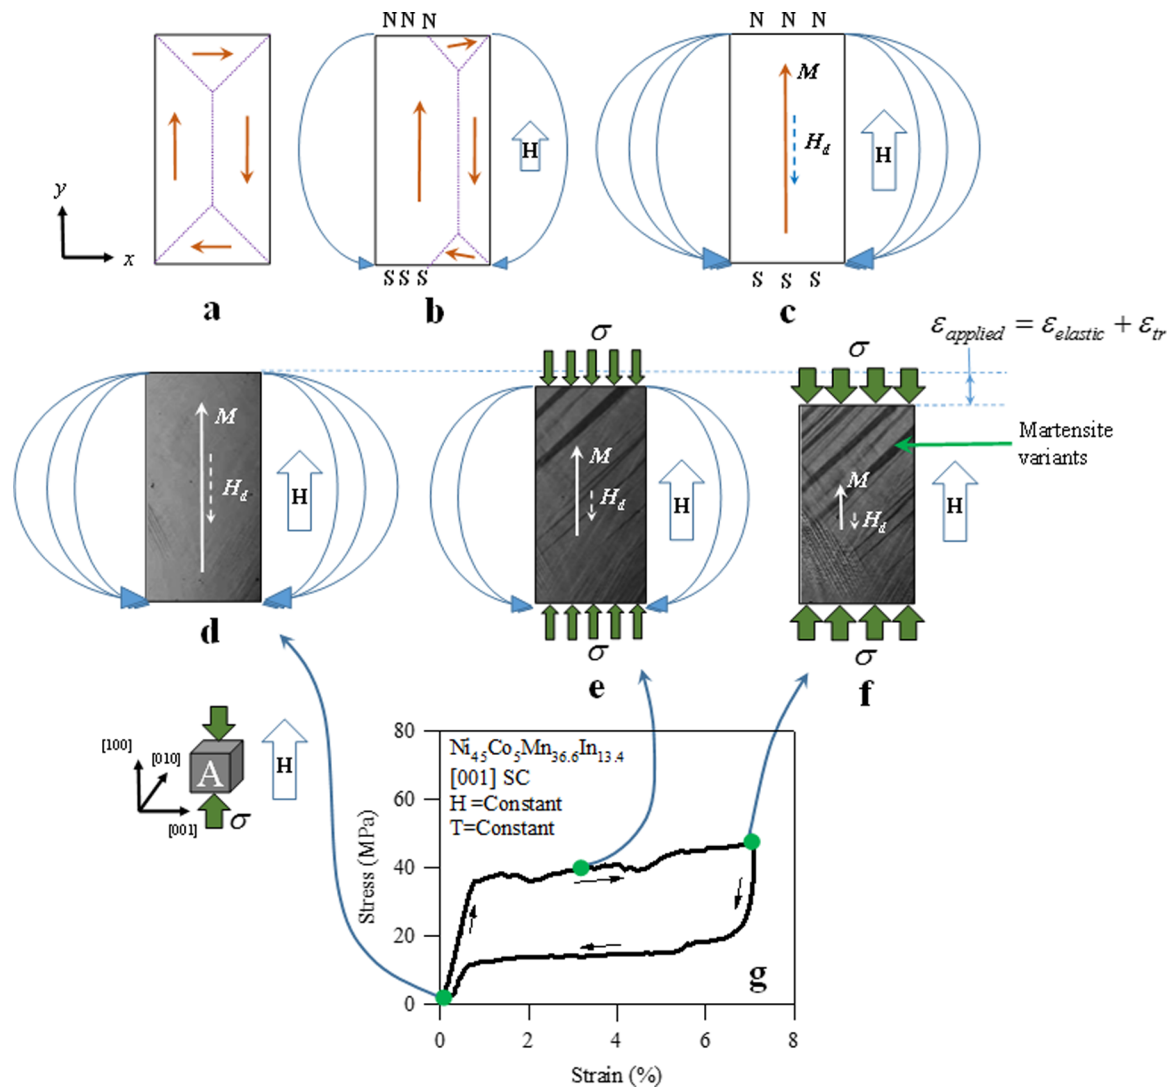 N N N
N N N
M
H_d
H
H
y
x
S S S
S S S
a
b
c
σ
σ
ε_applied = ε_elastic + ε_tr
M
H_d
H
M
H_d
H
M
H_d
H
Martensite
variants
d
σ
e
σ
f
[100]
[010]
A
[001]
σ
H
Ni45Co5Mn36.6In13.4
[001] SC
H =Constant
T=Constant
g
Stress (MPa)
80
60
40
20
0
0 2 4 6 8
Strain (%)